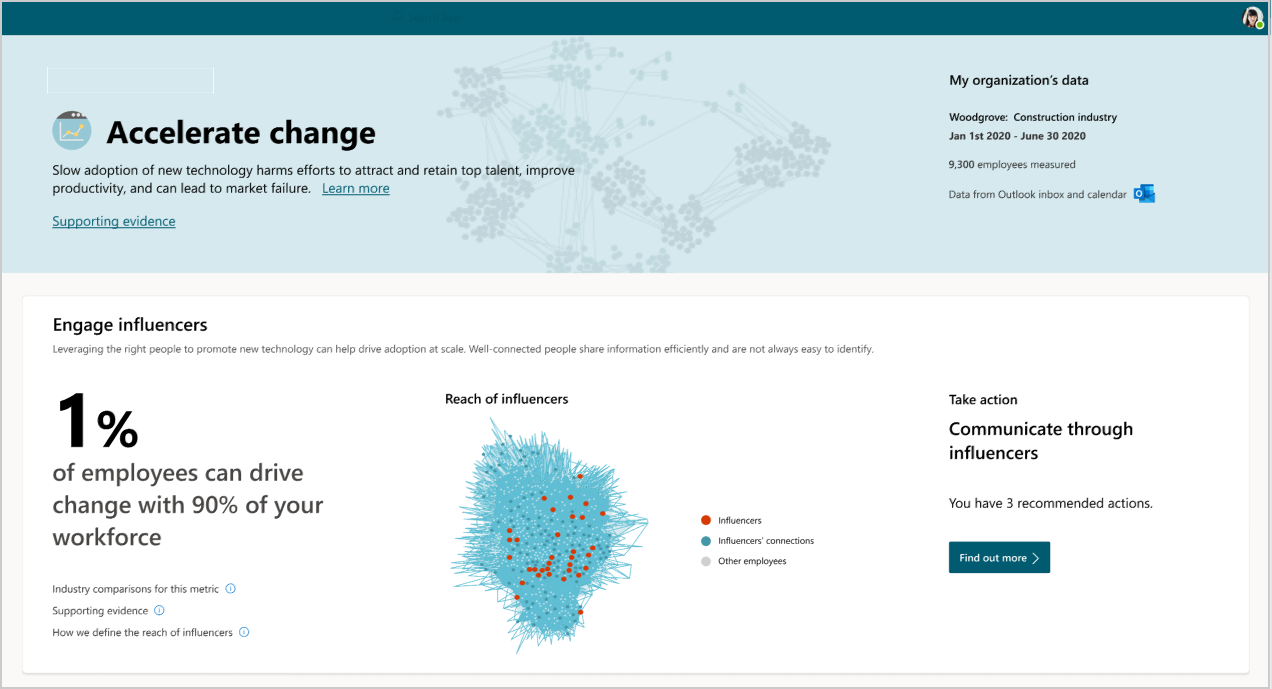 Accelerate change
Slow adoption of new technology harms efforts to attract and retain top talent, improve
productivity, and can lead to market failure. Learn more
Supporting evidence
My organization's data
Woodgrove: Construction industry
Jan 1st 2020 - June 30 2020
9,300 employees measured
Data from Outlook inbox and calendar
Engage influencers
Leveraging the right people to promote new technology can help drive adoption at scale. Well-connected people share information efficiently and are not always easy to identify.
1%
of employees can drive
change with 90% of your
workforce
Industry comparisons for this metric
Supporting evidence
How we define the reach of influencers
Reach of influencers
Influencers
Influencers' connections
Other employees
Take action
Communicate through
influencers
You have 3 recommended actions.
Find out more